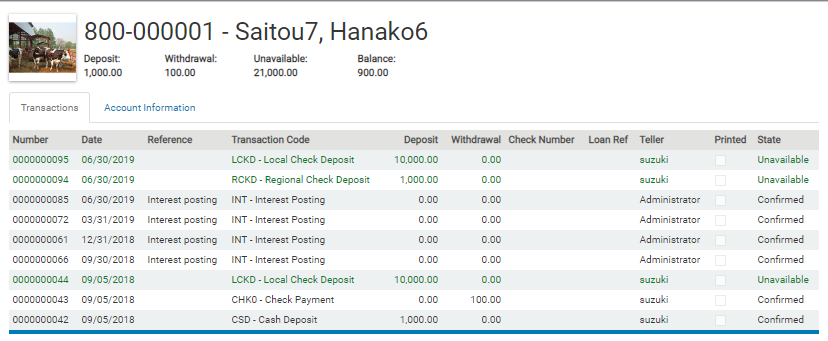 800-000001 - Saitou7, Hanako6
Deposit: Withdrawal: Unavailable: Balance:
1,000.00 100.00 21,000.00 900.00
Transactions Account Information
Number Date Reference Transaction Code Deposit Withdrawal Check Number Loan Ref Teller Printed State
0000000095 06/30/2019 LCKD - Local Check Deposit 10,000.00 0.00 suzuki Unavailable
0000000094 06/30/2019 RCKD - Regional Check Deposit 1,000.00 0.00 suzuki Unavailable
0000000085 06/30/2019 Interest posting INT - Interest Posting 0.00 0.00 Administrator Confirmed
0000000072 03/31/2019 Interest posting INT - Interest Posting 0.00 0.00 Administrator Confirmed
0000000061 12/31/2018 Interest posting INT - Interest Posting 0.00 0.00 Administrator Confirmed
0000000066 09/30/2018 Interest posting INT - Interest Posting 0.00 0.00 Administrator Confirmed
0000000044 09/05/2018 LCKD - Local Check Deposit 10,000.00 0.00 suzuki Unavailable
0000000043 09/05/2018 CHK0 - Check Payment 0.00 100.00 suzuki Confirmed
0000000042 09/05/2018 CSD - Cash Deposit 1,000.00 0.00 suzuki Confirmed